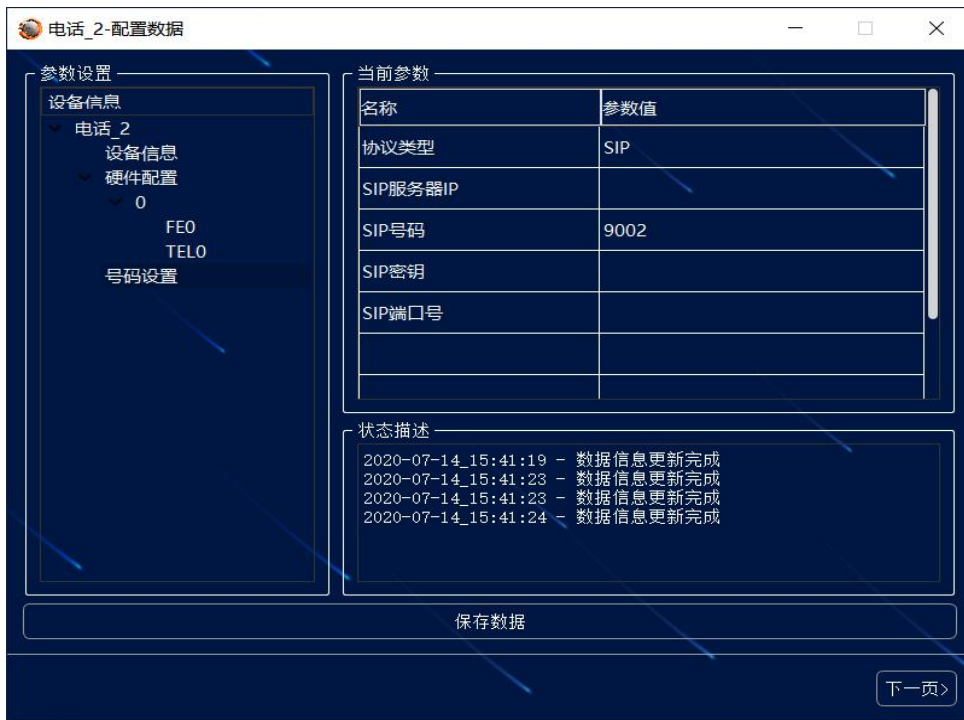 电话_2-配置数据
参数设置
设备信息
电话_2
设备信息
硬件配置
0
FE0
TEL0
号码设置
当前参数
名称 参数值
协议类型 SIP
SIP服务器IP
SIP号码 9002
SIP密钥
SIP端口号
状态描述
2020-07-14_15:41:19 - 数据信息更新完成
2020-07-14_15:41:23 - 数据信息更新完成
2020-07-14_15:41:23 - 数据信息更新完成
2020-07-14_15:41:24 - 数据信息更新完成
保存数据
下一页>